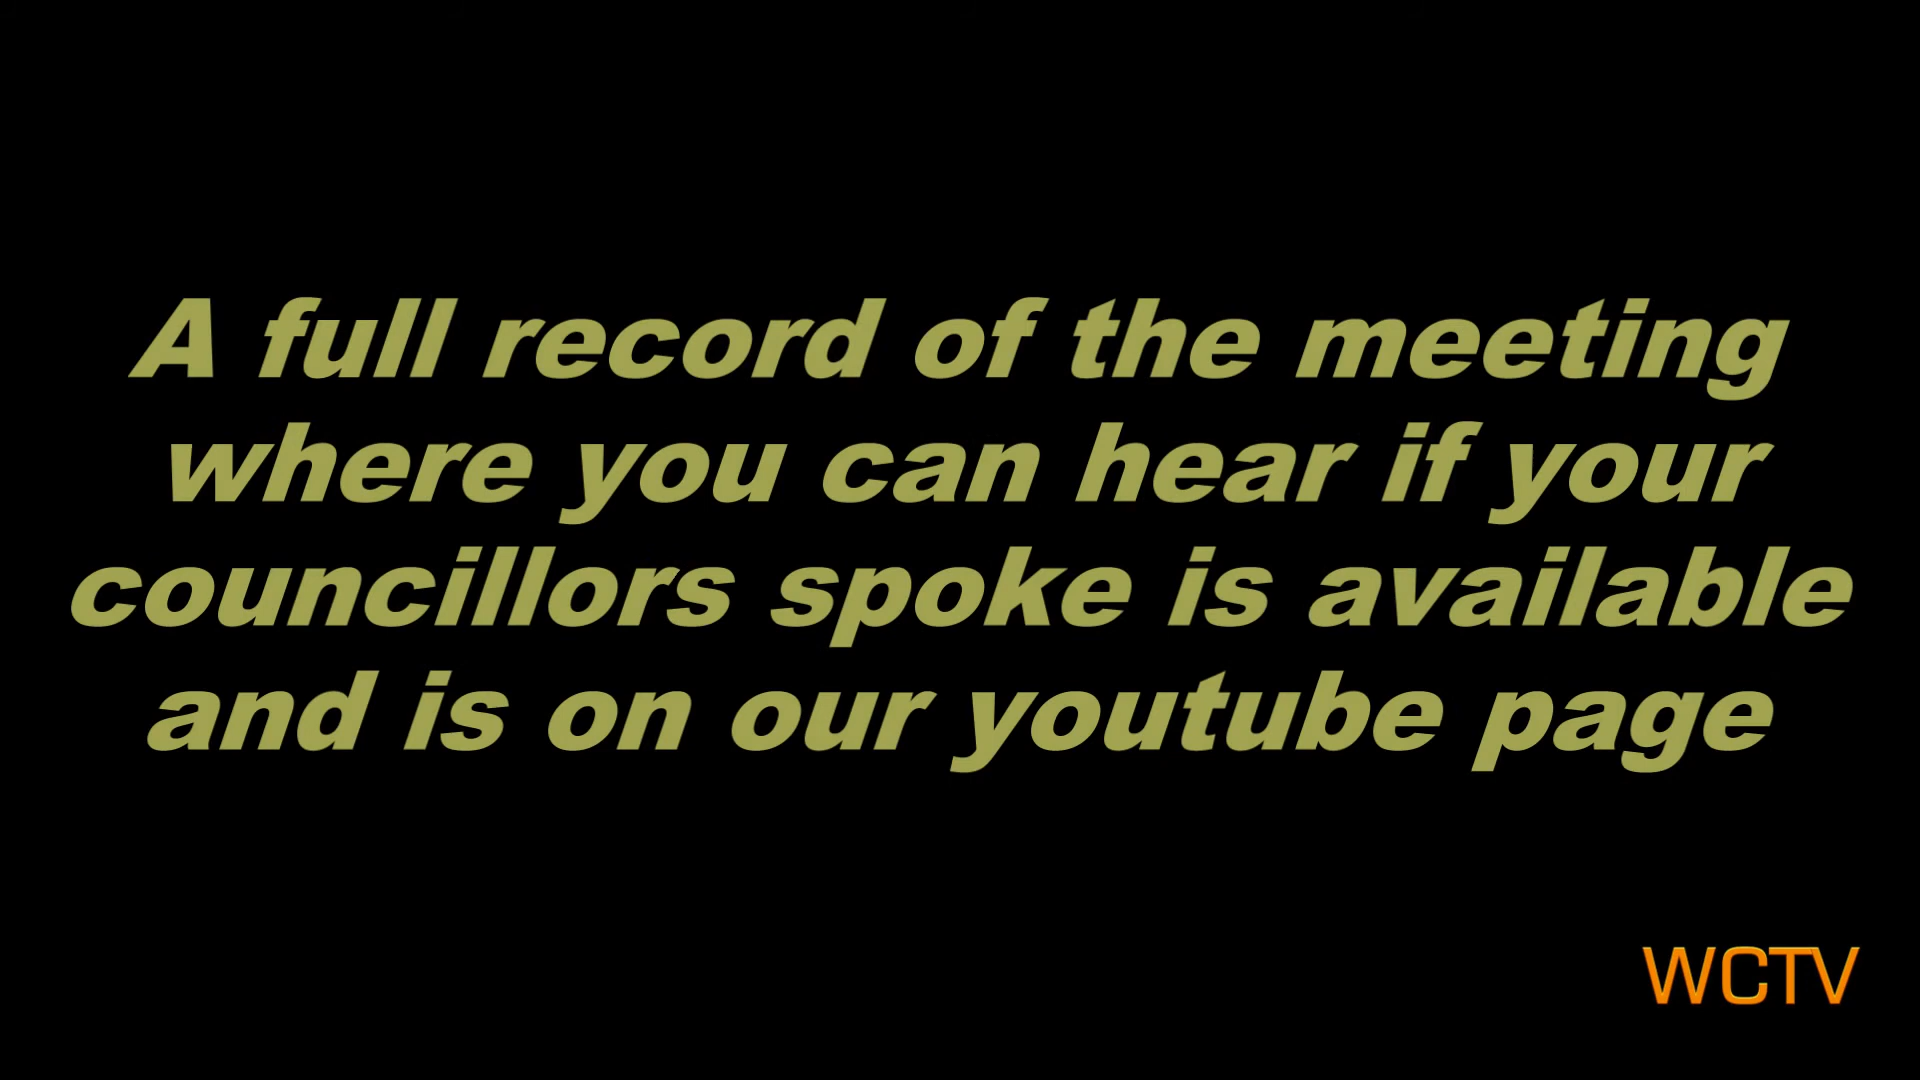 A full record of the meeting
where you can hear if your
councillors spoke is available
and is on our youtube page
WCTV